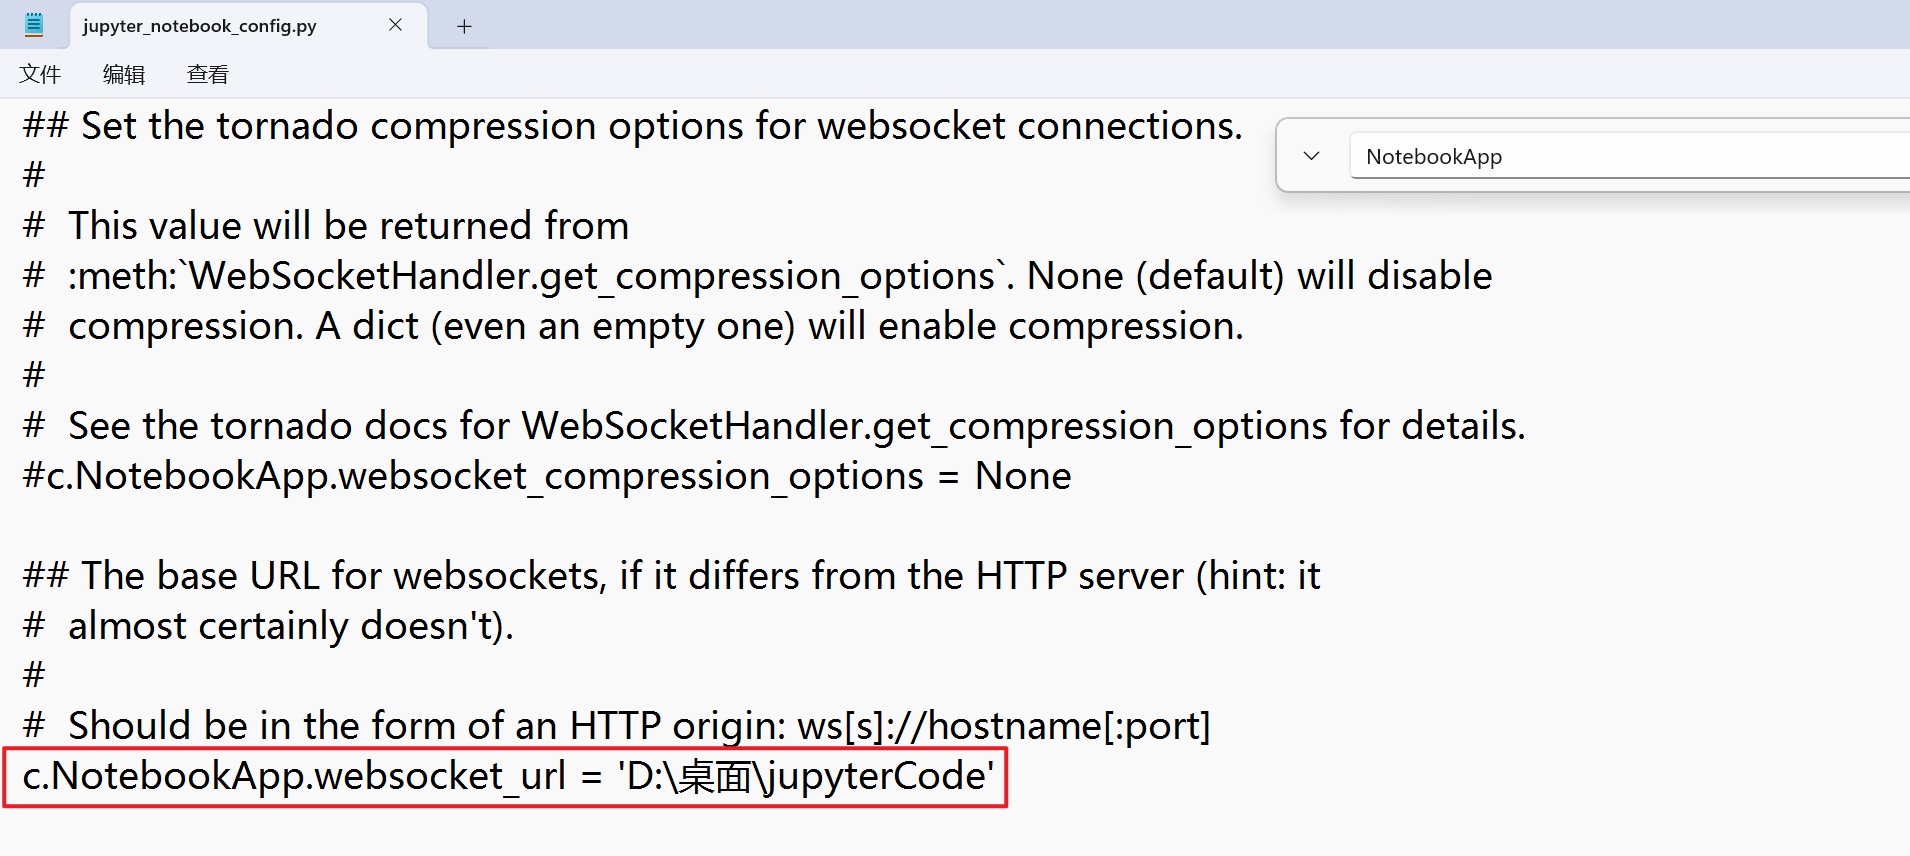 jupyter_notebook_config.py
文件 编辑 查看
NotebookApp
## Set the tornado compression options for websocket connections.
#
#  This value will be returned from
#  :meth:`WebSocketHandler.get_compression_options`. None (default) will disable
#  compression. A dict (even an empty one) will enable compression.
#
#  See the tornado docs for WebSocketHandler.get_compression_options for details.
#c.NotebookApp.websocket_compression_options = None
## The base URL for websockets, if it differs from the HTTP server (hint: it
#  almost certainly doesn't).
#
#  Should be in the form of an HTTP origin: ws[s]://hostname[:port]
c.NotebookApp.websocket_url = 'D:\桌面\jupyterCode'